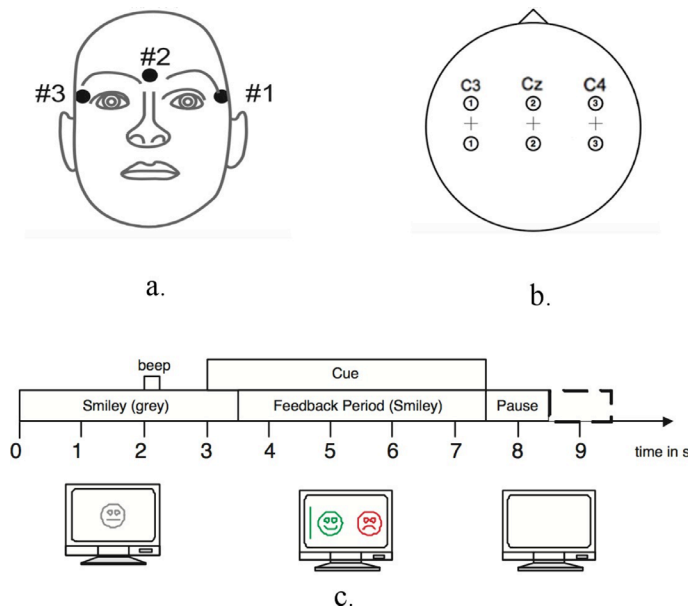 #2
#3
#1
a.
C3 Cz C4
1 2 3
1 2 3
b.
beep
Cue
Smiley (grey) Feedback Period (Smiley) Pause
0 1 2 3 4 5 6 7 8 9 time in s
c.